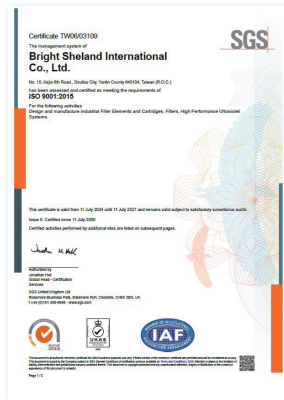 Certificate TW06/03109
SGS
The management system of
Bright Sheland International
Co., Ltd.
No. 15, Kejia 8th Road., Douliou City, Yunlin County 640104, Taiwan (R.O.C.)
has been assessed and certified as meeting the requirements of
ISO 9001:2015
For the following activities
Design and manufacture Industrial Filter Elements and Cartridges, Filters, High Performance Ultraviolet
Systems.
This certificate is valid from 11 July 2024 until 11 July 2027 and remains valid subject to satisfactory surveillance audits.
Certified since 11 July
Certified activities performed by additional sites are listed on subsequent pages.
Authorised by
Jonathan Hall
Global Head - Certification
Services
SGS United Kingdom Ltd
Rossmore Business Park, Ellesmere Port, Cheshire, CH65 3EN, UK
www.sgs.com
SGS
UKAS
IAF
Page 1 / 2